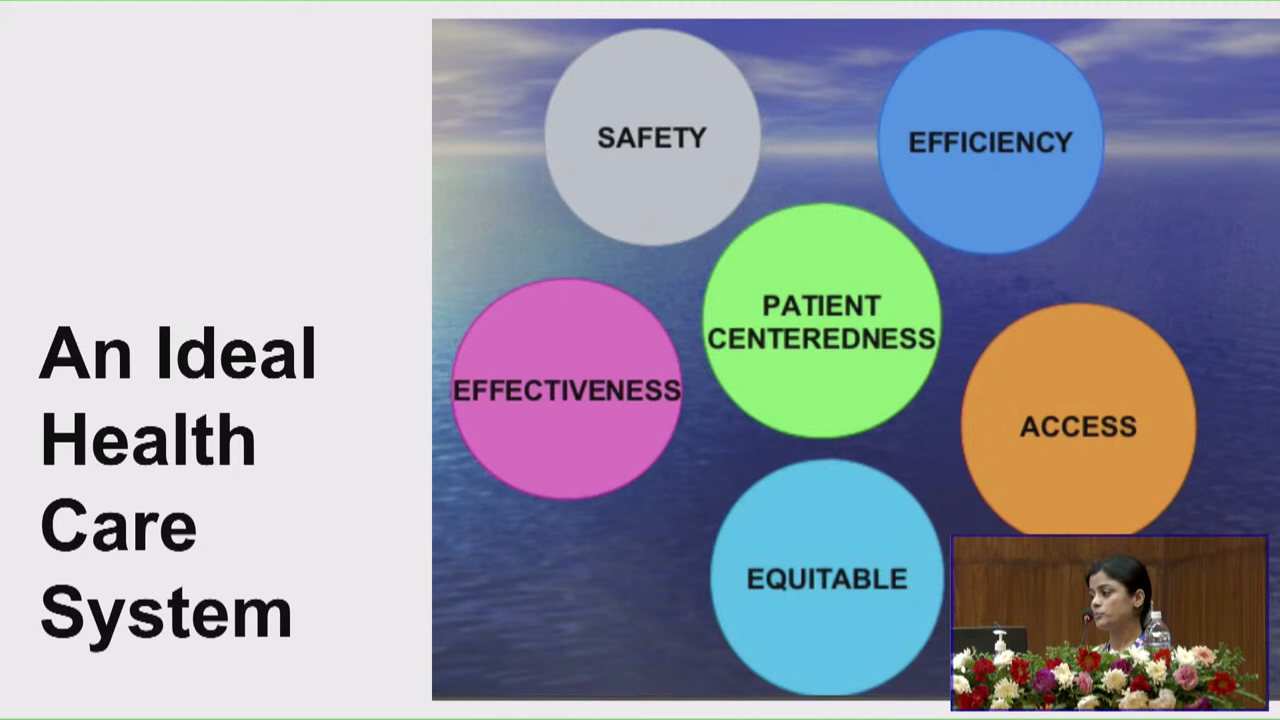 An Ideal
Health
Care
System
SAFETY
EFFICIENCY
PATIENT
CENTEREDNESS
EFFECTIVENESS
ACCESS
EQUITABLE